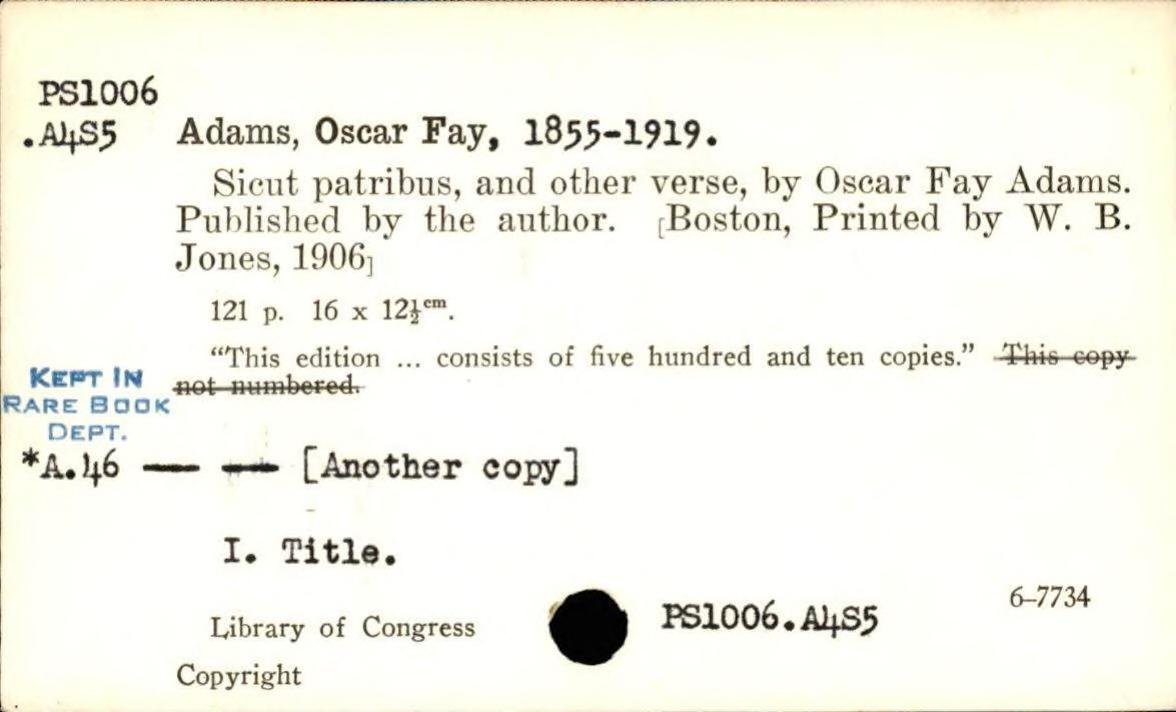 PS1006
.A4S5 Adams, Oscar Fay, 1855-1919.
Sicut patribus, and other verse, by Oscar Fay Adams.
Published by the author. [Boston, Printed by W. B.
Jones, 1906]
121 p. 16 x 12½ᶜᵐ.
"This edition ... consists of five hundred and ten copies." This copy
not numbered.
KEPT IN
RARE BOOK
DEPT.
*A.46 — — [Another copy]
I. Title.
6-7734
Library of Congress PS1006.A4S5
Copyright